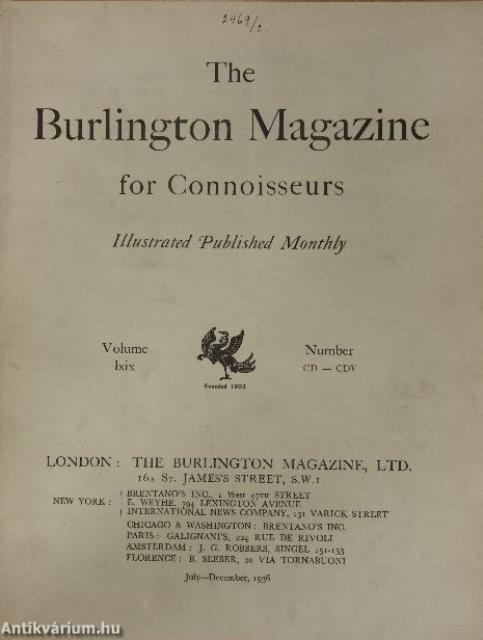 2969/2.
The
Burlington Magazine
for Connoisseurs
Illustrated Published Monthly
Volume
lxix
Number
CD — CDV
Founded 1903
LONDON : THE BURLINGTON MAGAZINE, LTD.
16A ST. JAMES'S STREET, S.W.1
NEW YORK :
BRENTANO'S INC., 1 West 47TH STREET
E. WEYHE, 794 LEXINGTON AVENUE
INTERNATIONAL NEWS COMPANY, 131 VARICK STREET
CHICAGO & WASHINGTON : BRENTANO'S INC.
PARIS : GALIGNANI'S, 224 RUE DE RIVOLI
AMSTERDAM : J. G. ROBBERS, SINGEL 151-153
FLORENCE : B. SEEBER, 20 VIA TORNABUONI
July—December, 1936
Antikvárium.hu